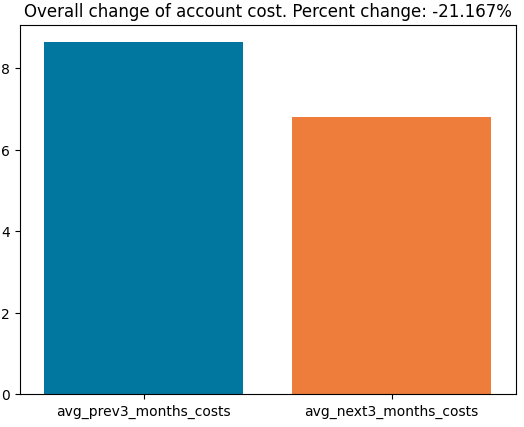 Overall change of account cost. Percent change: -21.167%
8
6
4
2
0
avg_prev3_months_costs avg_next3_months_costs